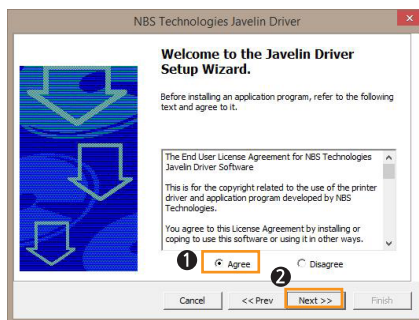 NBS Technologies Javelin Driver
Welcome to the Javelin Driver
Setup Wizard.
Before installing an application program, refer to the following
text and agree to it.
The End User License Agreement for NBS Technologies
Javelin Driver Software
This is for the copyright related to the use of the printer
driver and application program developed by NBS
Technologies.
You agree to this License Agreement by installing or
coping to use this software or using it in other ways.
1 Agree Disagree
2
Cancel << Prev Next >> Finish